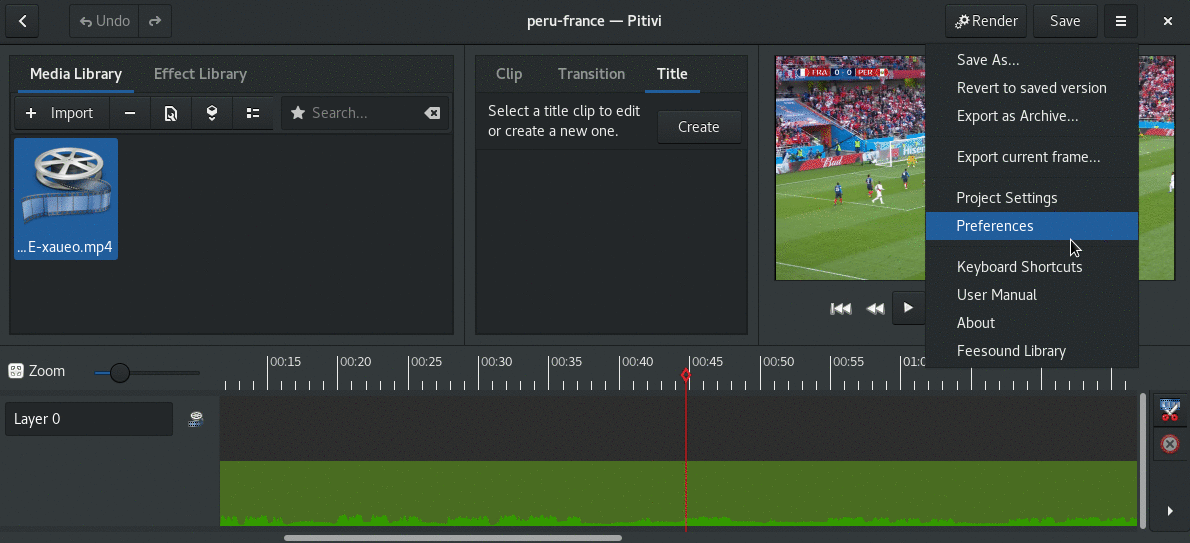 Undo
peru-france — Pitivi
Render
Save
Media Library
Effect Library
Import
Search...
...E-xaueo.mp4
Clip
Transition
Title
Select a title clip to edit
or create a new one.
Create
FRA 0-0 PER
Bud
Hisense
Save As...
Revert to saved version
Export as Archive...
Export current frame...
Project Settings
Preferences
Keyboard Shortcuts
User Manual
About
Feesound Library
Zoom
00:15
00:20
00:25
00:30
00:35
00:40
00:45
00:50
00:55
Layer 0